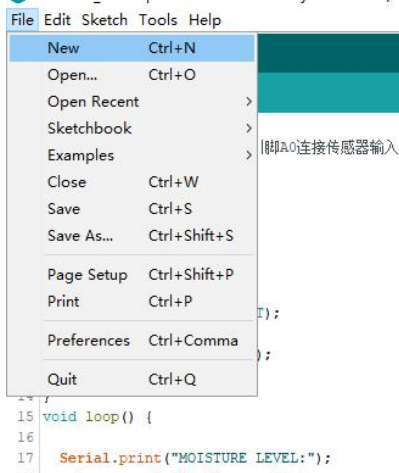 File Edit Sketch Tools Help
New Ctrl+N
Open... Ctrl+O
Open Recent >
Sketchbook >
Examples >
脚A0连接传感器输入
Close Ctrl+W
Save Ctrl+S
Save As... Ctrl+Shift+S
Page Setup Ctrl+Shift+P
Print Ctrl+P
);
Preferences Ctrl+Comma
);
Quit Ctrl+Q
}
15 void loop() {
16
17 Serial.print("MOISTURE LEVEL:");